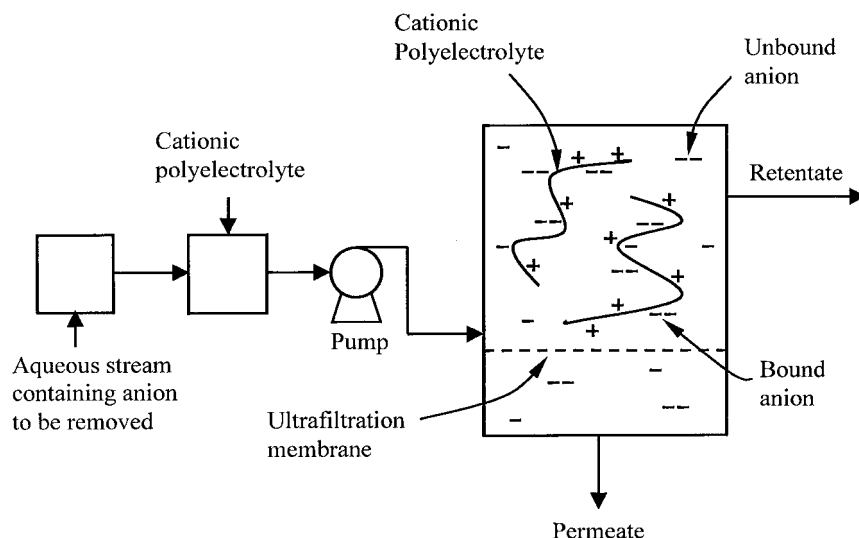 Cationic
Polyelectrolyte
Unbound
anion
Cationic
polyelectrolyte
Retentate
Pump
Aqueous stream
containing anion
to be removed
Ultrafiltration
membrane
Bound
anion
Permeate